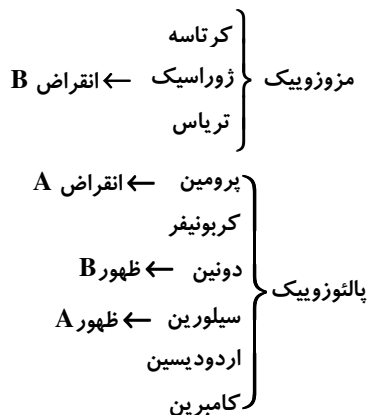 کرتاسه
مزوزوییک
ژوراسیک ← انقراض B
تریاس
پرومین ← انقراض A
کربونیفر
دونین ← ظهور B
پالئوزوییک
سیلورین ← ظهور A
اردودیسین
کامبرین